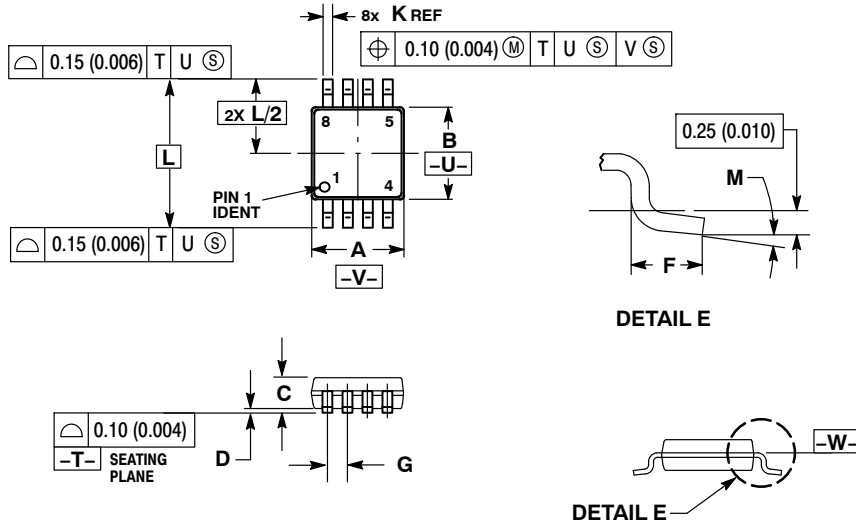 8x K REF
⌓ 0.15 (0.006) T U Ⓢ
⌖ 0.10 (0.004) Ⓜ T U Ⓢ V Ⓢ
2X L/2
8 5
B
–U–
L
1 4
PIN 1
IDENT
⌓ 0.15 (0.006) T U Ⓢ
A
–V–
0.25 (0.010)
M
F
DETAIL E
C
⌓ 0.10 (0.004)
–T– SEATING
PLANE
D
G
–W–
DETAIL E